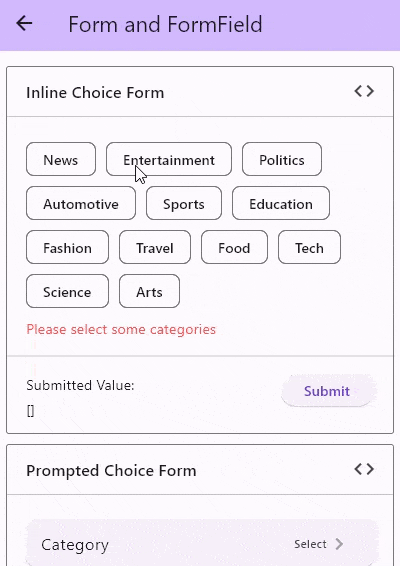 Form and FormField
Inline Choice Form
News Entertainment Politics
Automotive Sports Education
Fashion Travel Food Tech
Science Arts
Please select some categories
Submitted Value:
[]
Submit
Prompted Choice Form
Category Select